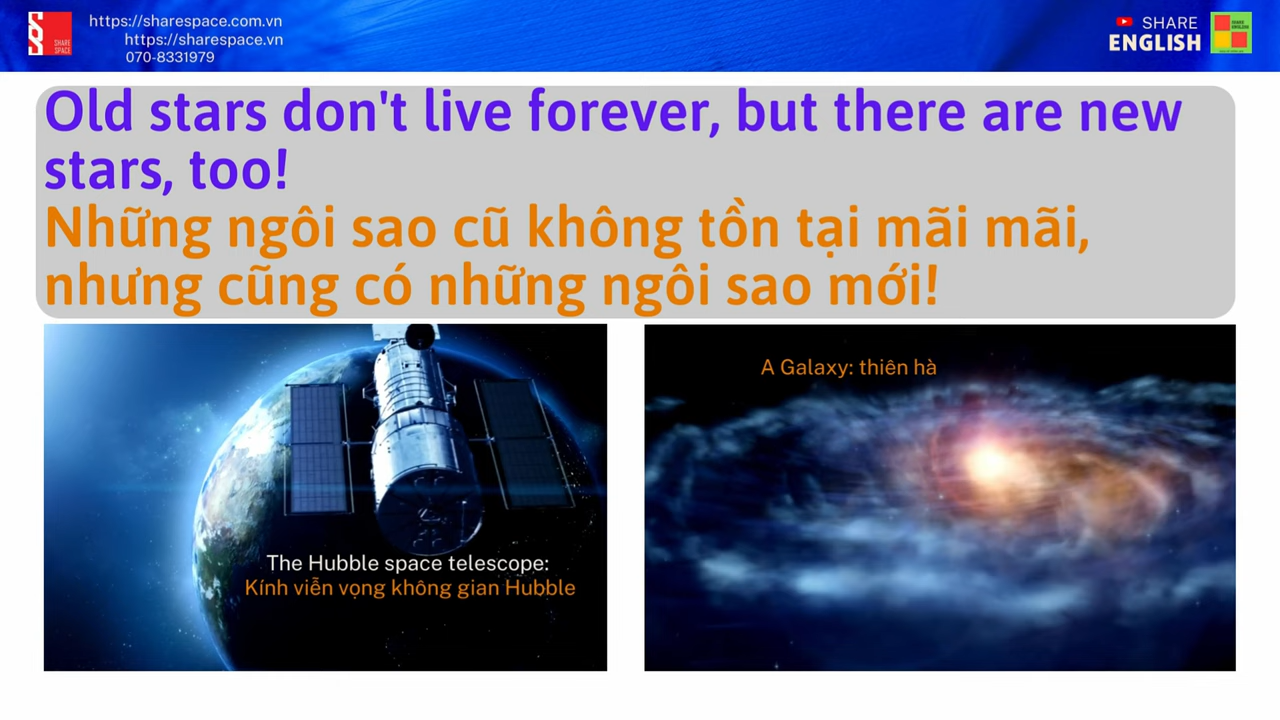 https://sharespace.com.vn
https://sharespace.vn
070-8331979
SHARE
SPACE
SHARE
ENGLISH
Old stars don't live forever, but there are new
stars, too!
Những ngôi sao cũ không tồn tại mãi mãi,
nhưng cũng có những ngôi sao mới!
The Hubble space telescope:
Kính viễn vọng không gian Hubble
A Galaxy: thiên hà